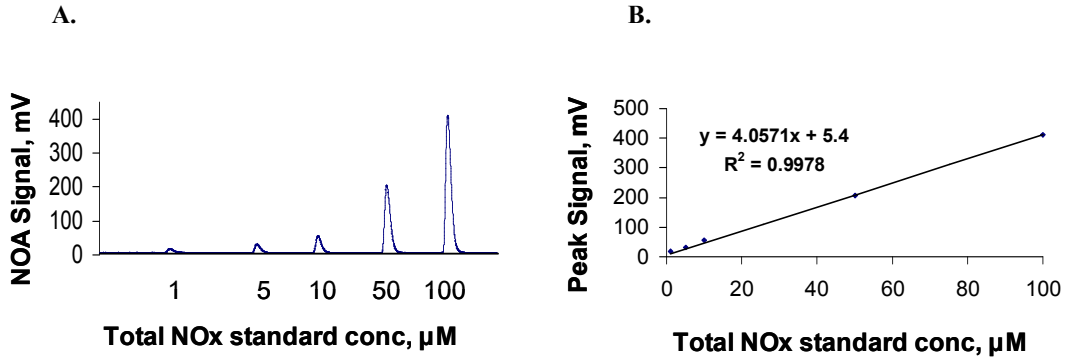 A.
NOA Signal, mV
400
300
200
100
0
1 5 10 50 100
Total NOx standard conc, µM
B.
Peak Signal, mV
500
400
300
200
100
0
y = 4.0571x + 5.4
R² = 0.9978
0 20 40 60 80 100
Total NOx standard conc, µM